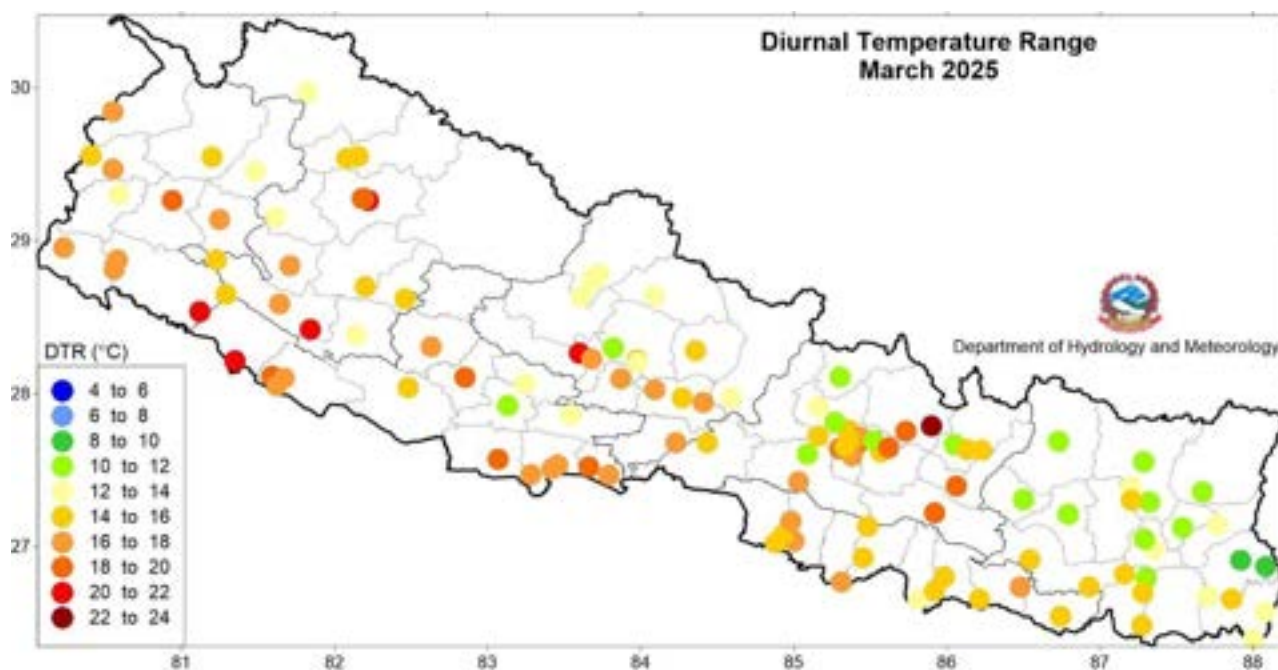 Diurnal Temperature Range
March 2025
30
29
28
27
Department of Hydrology and Meteorology
DTR (°C)
4 to 6
6 to 8
8 to 10
10 to 12
12 to 14
14 to 16
16 to 18
18 to 20
20 to 22
22 to 24
81
82
83
84
85
86
87
88